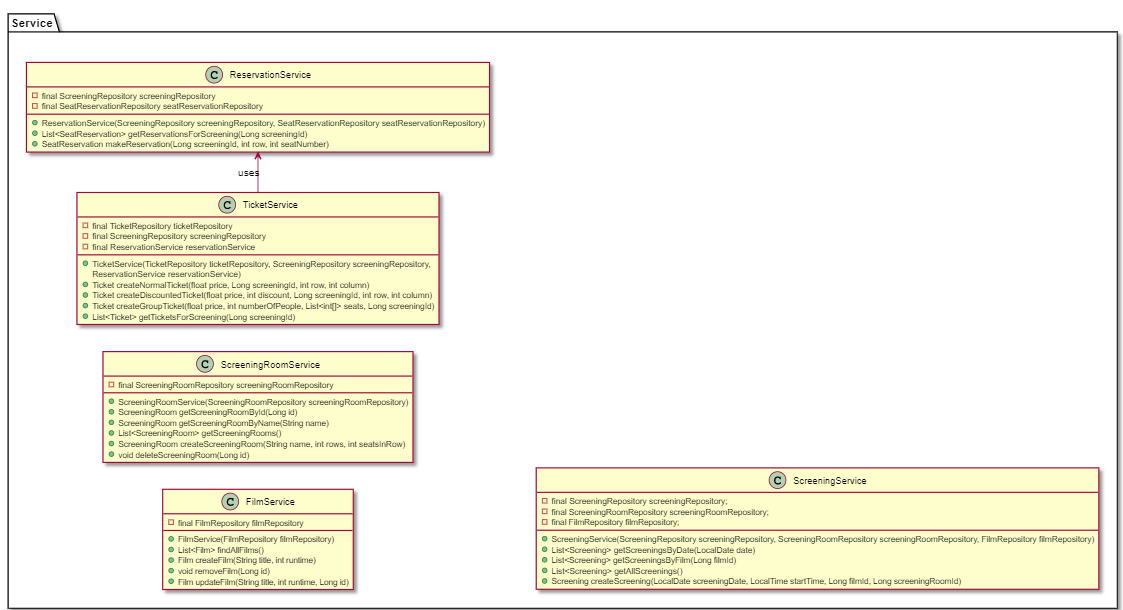 Service
C ReservationService
final ScreeningRepository screeningRepository
final SeatReservationRepository seatReservationRepository
ReservationService(ScreeningRepository screeningRepository, SeatReservationRepository seatReservationRepository)
List<SeatReservation> getReservationsForScreening(Long screeningId)
SeatReservation makeReservation(Long screeningId, int row, int seatNumber)
uses
C TicketService
final TicketRepository ticketRepository
final ScreeningRepository screeningRepository
final ReservationService reservationService
TicketService(TicketRepository ticketRepository, ScreeningRepository screeningRepository,
ReservationService reservationService)
Ticket createNormalTicket(float price, Long screeningId, int row, int column)
Ticket createDiscountedTicket(float price, int discount, Long screeningId, int row, int column)
Ticket createGroupTicket(float price, int numberOfPeople, List<int[]> seats, Long screeningId)
List<Ticket> getTicketsForScreening(Long screeningId)
C ScreeningRoomService
final ScreeningRoomRepository screeningRoomRepository
ScreeningRoomService(ScreeningRoomRepository screeningRoomRepository)
ScreeningRoom getScreeningRoomById(Long id)
ScreeningRoom getScreeningRoomByName(String name)
List<ScreeningRoom> getScreeningRooms()
ScreeningRoom createScreeningRoom(String name, int rows, int seatsInRow)
void deleteScreeningRoom(Long id)
C FilmService
final FilmRepository filmRepository
FilmService(FilmRepository filmRepository)
List<Film> findAllFilms()
Film createFilm(String title, int runtime)
void removeFilm(Long id)
Film updateFilm(String title, int runtime, Long id)
C ScreeningService
final ScreeningRepository screeningRepository;
final ScreeningRoomRepository screeningRoomRepository;
final FilmRepository filmRepository;
ScreeningService(ScreeningRepository screeningRepository, ScreeningRoomRepository screeningRoomRepository, FilmRepository filmRepository)
List<Screening> getScreeningsByDate(LocalDate date)
List<Screening> getScreeningsByFilm(Long filmId)
List<Screening> getAllScreenings()
Screening createScreening(LocalDate screeningDate, LocalTime startTime, Long filmId, Long screeningRoomId)